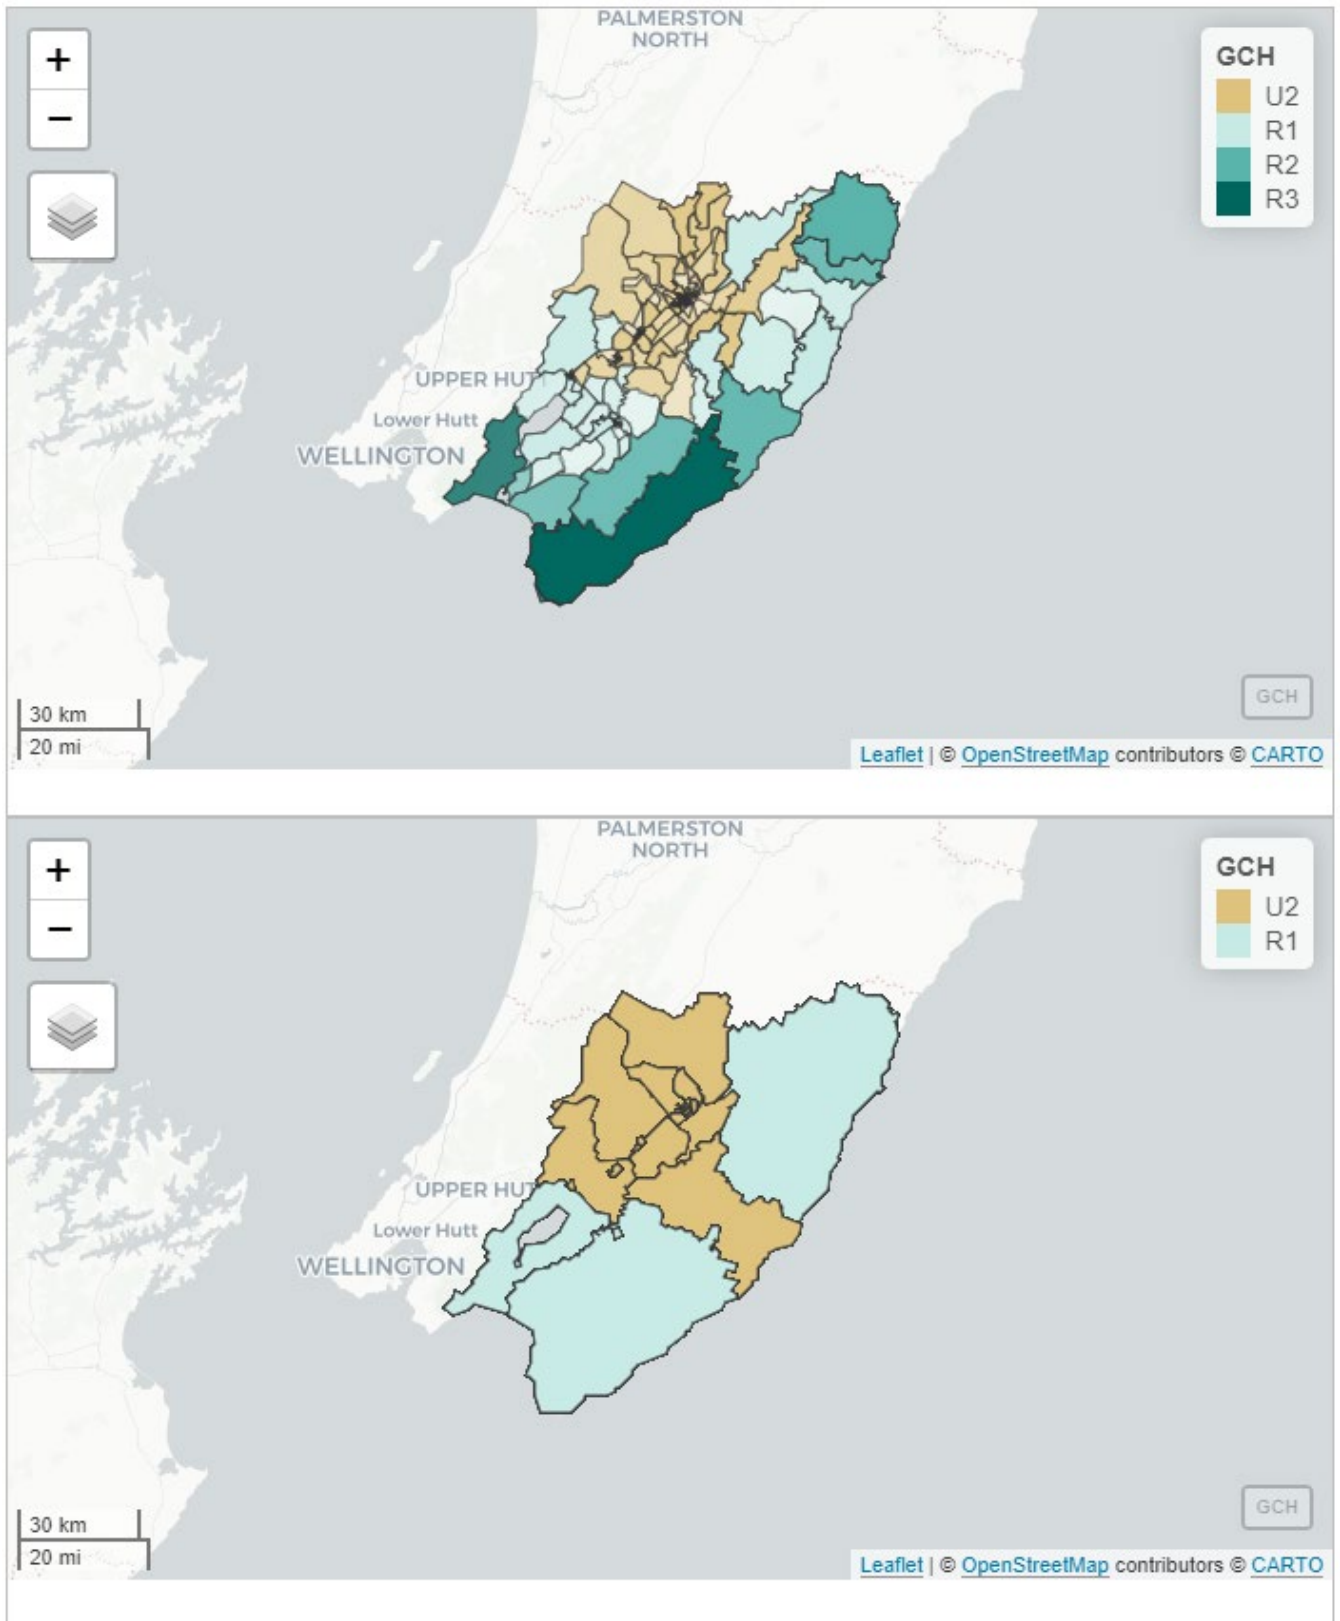 PALMERSTON
NORTH
+
−
GCH
U2
R1
R2
R3
UPPER HUT
Lower Hutt
WELLINGTON
30 km
20 mi
GCH
Leaflet | © OpenStreetMap contributors © CARTO
PALMERSTON
NORTH
+
−
GCH
U2
R1
UPPER HUT
Lower Hutt
WELLINGTON
30 km
20 mi
GCH
Leaflet | © OpenStreetMap contributors © CARTO